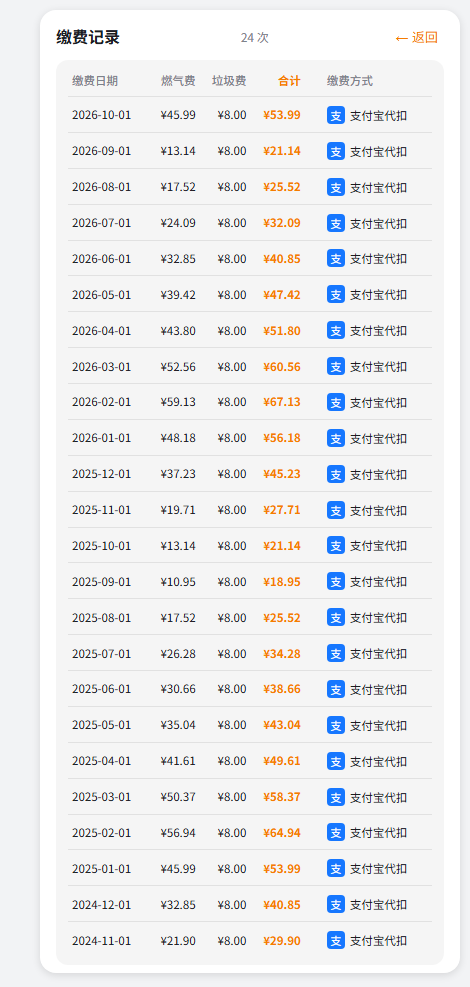 缴费记录 24 次 ← 返回
缴费日期 燃气费 垃圾费 合计 缴费方式
2026-10-01 ¥45.99 ¥8.00 ¥53.99 支 支付宝代扣
2026-09-01 ¥13.14 ¥8.00 ¥21.14 支 支付宝代扣
2026-08-01 ¥17.52 ¥8.00 ¥25.52 支 支付宝代扣
2026-07-01 ¥24.09 ¥8.00 ¥32.09 支 支付宝代扣
2026-06-01 ¥32.85 ¥8.00 ¥40.85 支 支付宝代扣
2026-05-01 ¥39.42 ¥8.00 ¥47.42 支 支付宝代扣
2026-04-01 ¥43.80 ¥8.00 ¥51.80 支 支付宝代扣
2026-03-01 ¥52.56 ¥8.00 ¥60.56 支 支付宝代扣
2026-02-01 ¥59.13 ¥8.00 ¥67.13 支 支付宝代扣
2026-01-01 ¥48.18 ¥8.00 ¥56.18 支 支付宝代扣
2025-12-01 ¥37.23 ¥8.00 ¥45.23 支 支付宝代扣
2025-11-01 ¥19.71 ¥8.00 ¥27.71 支 支付宝代扣
2025-10-01 ¥13.14 ¥8.00 ¥21.14 支 支付宝代扣
2025-09-01 ¥10.95 ¥8.00 ¥18.95 支 支付宝代扣
2025-08-01 ¥17.52 ¥8.00 ¥25.52 支 支付宝代扣
2025-07-01 ¥26.28 ¥8.00 ¥34.28 支 支付宝代扣
2025-06-01 ¥30.66 ¥8.00 ¥38.66 支 支付宝代扣
2025-05-01 ¥35.04 ¥8.00 ¥43.04 支 支付宝代扣
2025-04-01 ¥41.61 ¥8.00 ¥49.61 支 支付宝代扣
2025-03-01 ¥50.37 ¥8.00 ¥58.37 支 支付宝代扣
2025-02-01 ¥56.94 ¥8.00 ¥64.94 支 支付宝代扣
2025-01-01 ¥45.99 ¥8.00 ¥53.99 支 支付宝代扣
2024-12-01 ¥32.85 ¥8.00 ¥40.85 支 支付宝代扣
2024-11-01 ¥21.90 ¥8.00 ¥29.90 支 支付宝代扣